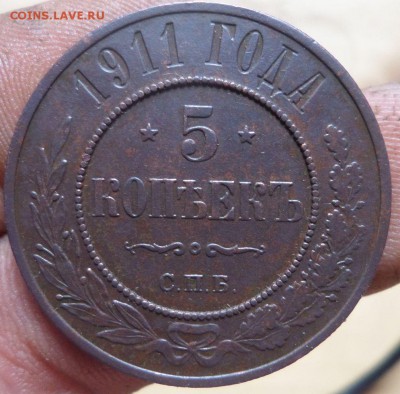 COINS.LAVE.RU
1911 ГОДА
5
КОПѢЕКЪ
С.П.Б.